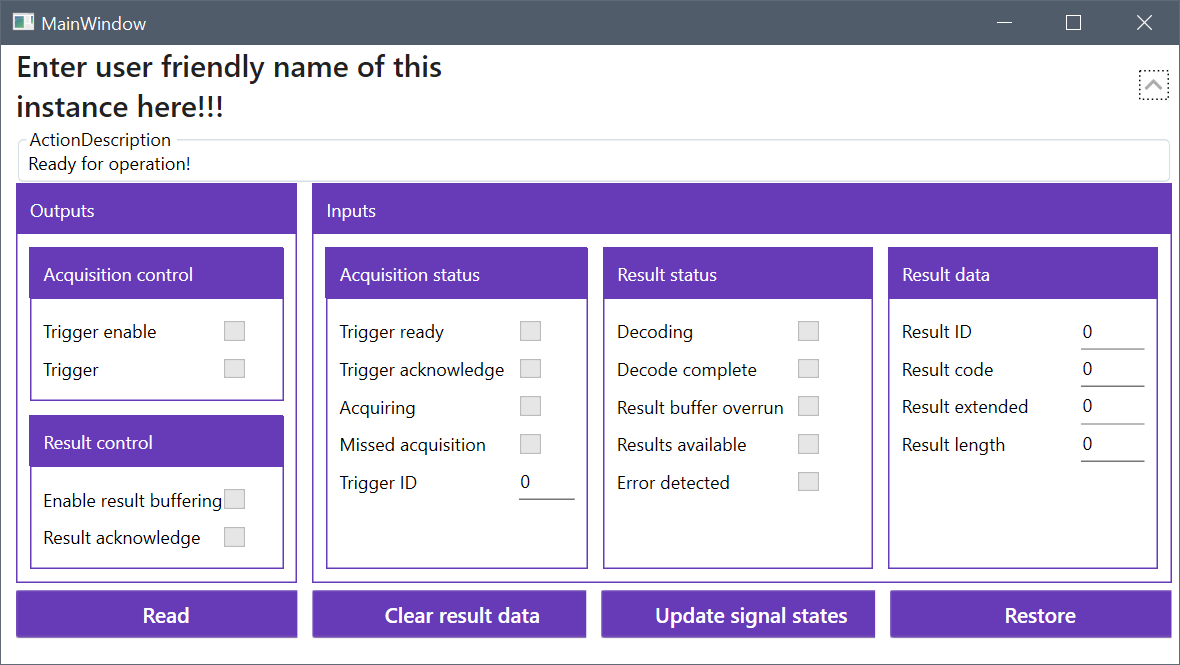 MainWindow
Enter user friendly name of this
instance here!!!
ActionDescription
Ready for operation!
Outputs
Acquisition control
Trigger enable
Trigger
Result control
Enable result buffering
Result acknowledge
Inputs
Acquisition status
Trigger ready
Trigger acknowledge
Acquiring
Missed acquisition
Trigger ID 0
Result status
Decoding
Decode complete
Result buffer overrun
Results available
Error detected
Result data
Result ID 0
Result code 0
Result extended 0
Result length 0
Read
Clear result data
Update signal states
Restore